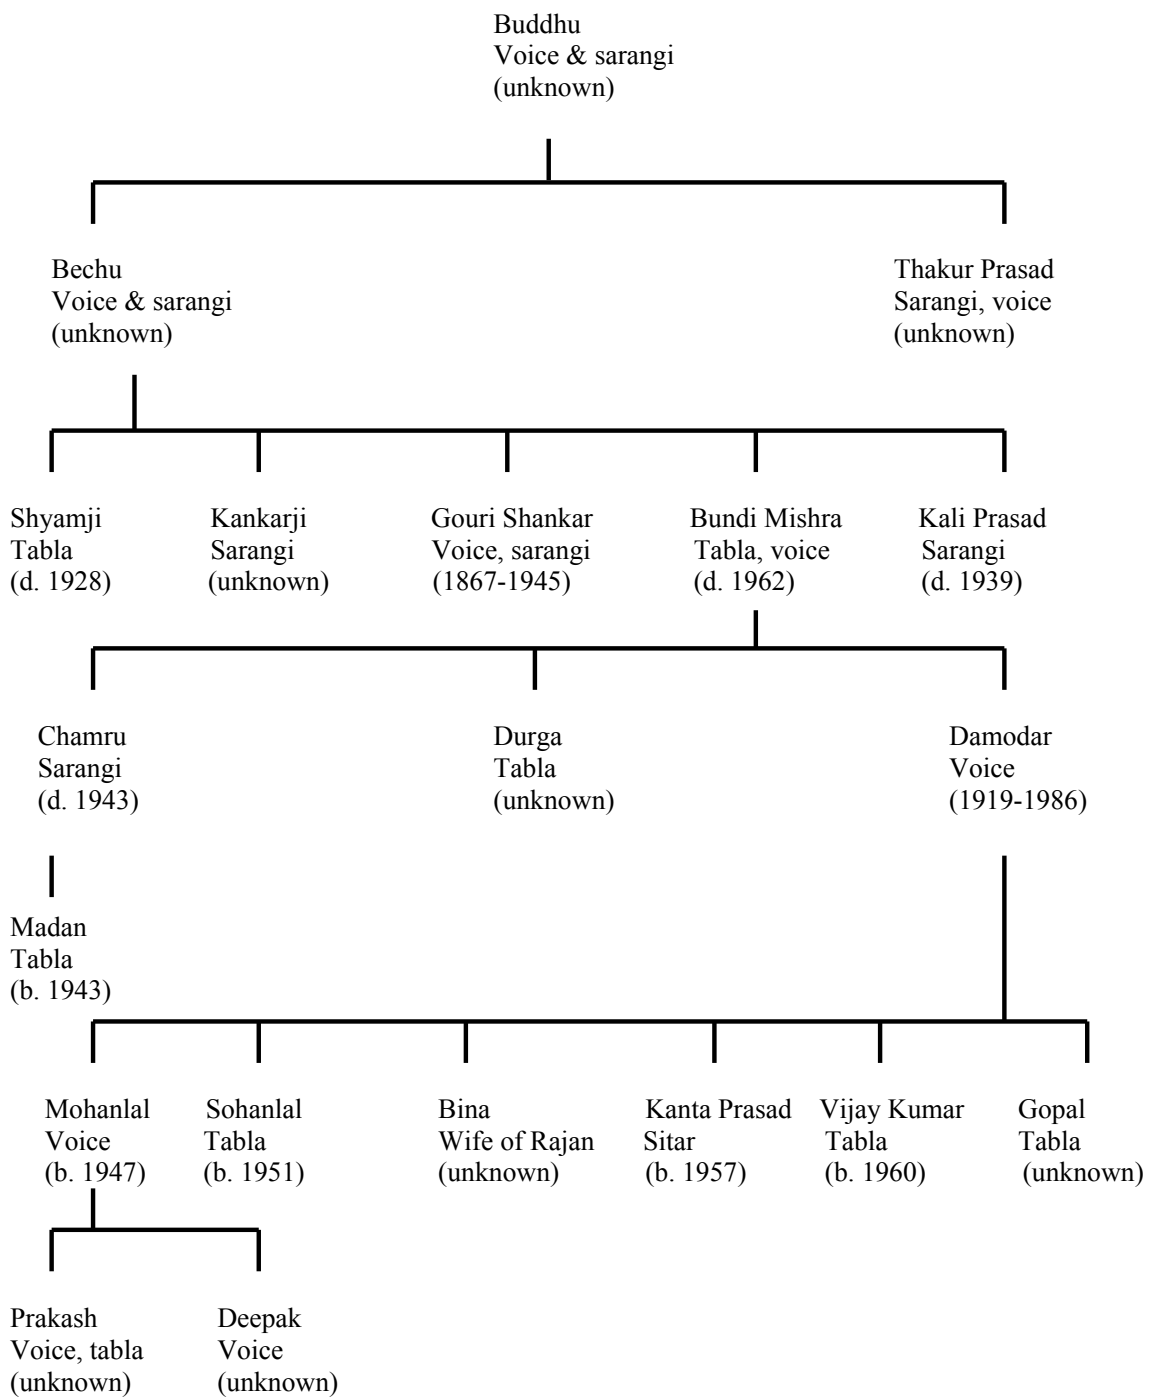 Buddhu
Voice & sarangi
(unknown)
Bechu
Voice & sarangi
(unknown)
Thakur Prasad
Sarangi, voice
(unknown)
Shyamji
Tabla
(d. 1928)
Kankarji
Sarangi
(unknown)
Gouri Shankar
Voice, sarangi
(1867-1945)
Bundi Mishra
Tabla, voice
(d. 1962)
Kali Prasad
Sarangi
(d. 1939)
Chamru
Sarangi
(d. 1943)
Durga
Tabla
(unknown)
Damodar
Voice
(1919-1986)
Madan
Tabla
(b. 1943)
Mohanlal
Voice
(b. 1947)
Sohanlal
Tabla
(b. 1951)
Bina
Wife of Rajan
(unknown)
Kanta Prasad
Sitar
(b. 1957)
Vijay Kumar
Tabla
(b. 1960)
Gopal
Tabla
(unknown)
Prakash
Voice, tabla
(unknown)
Deepak
Voice
(unknown)